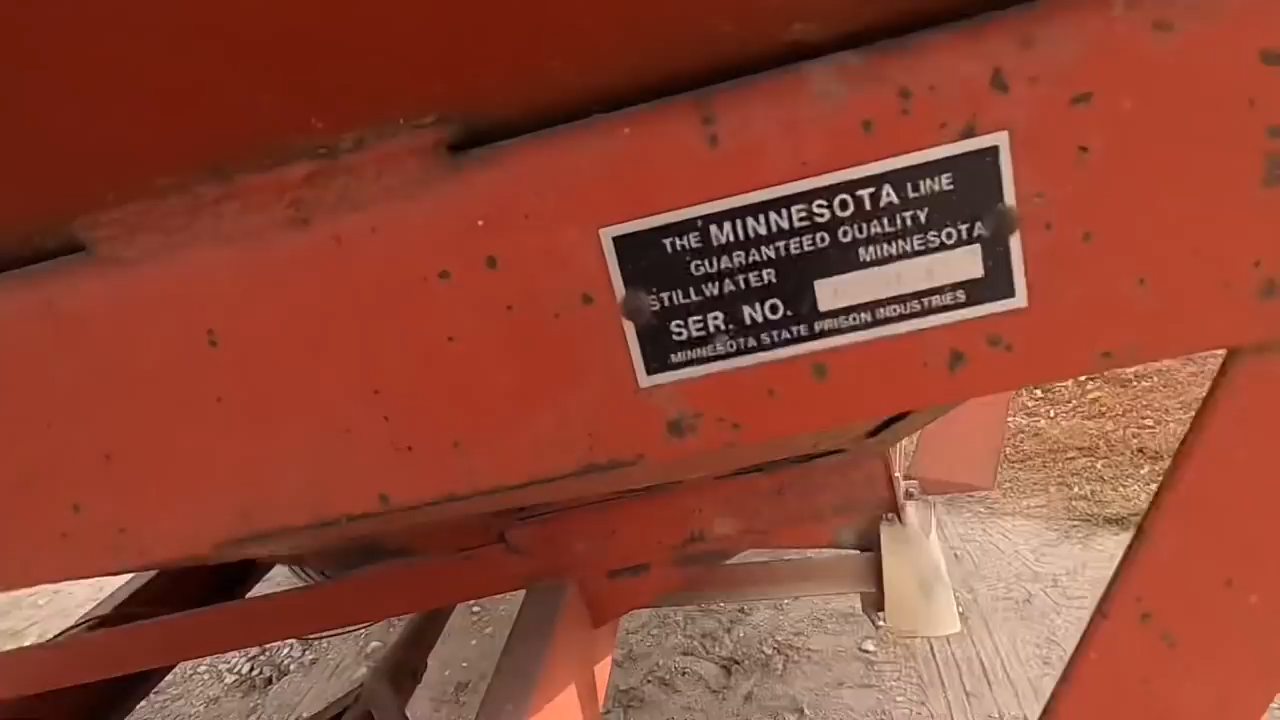 THE MINNESOTA LINE
GUARANTEED QUALITY
STILLWATER MINNESOTA
SER. NO.
MINNESOTA STATE PRISON INDUSTRIES